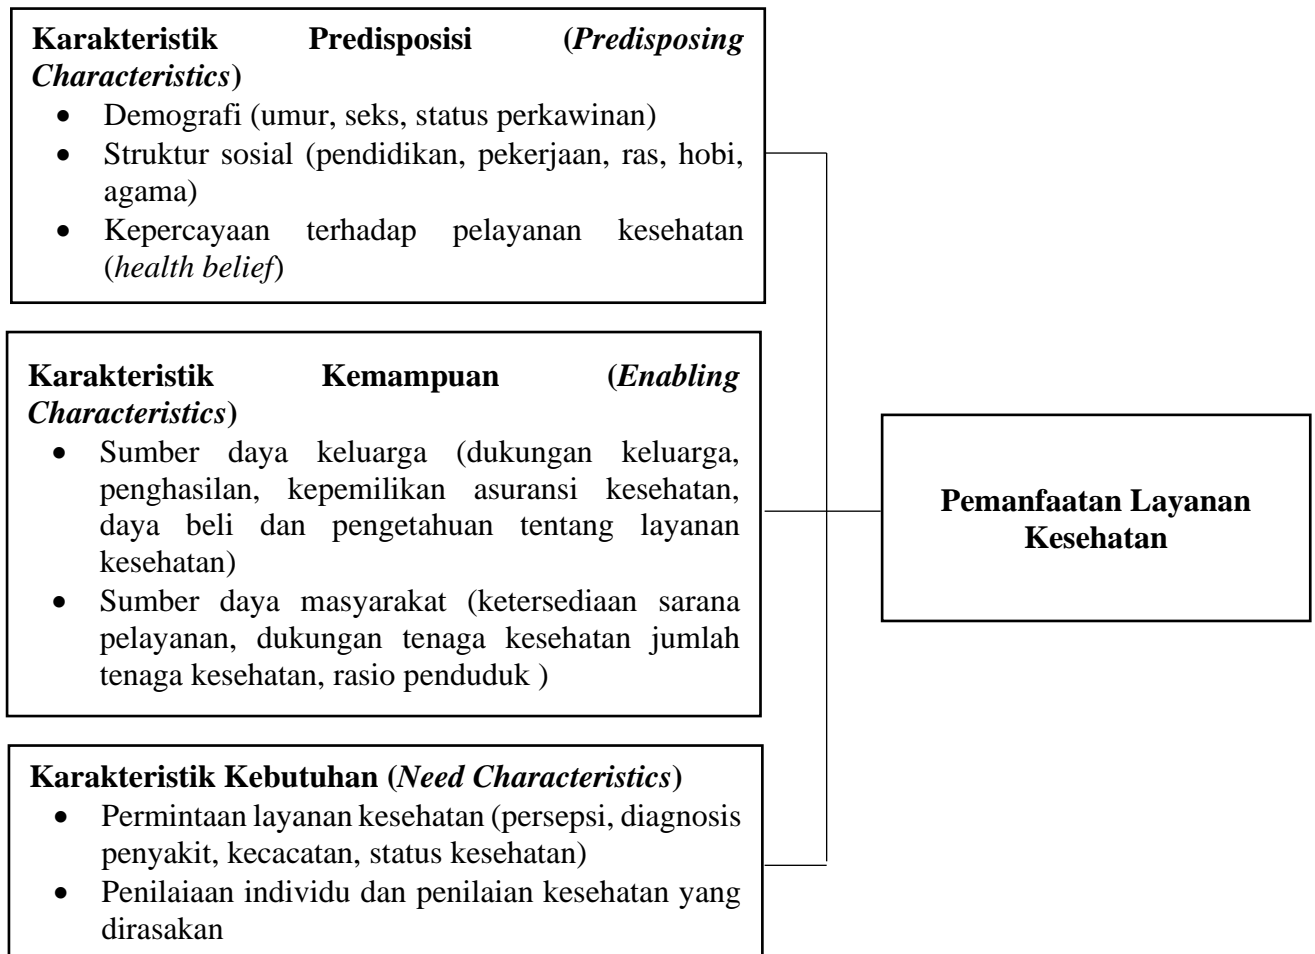 Karakteristik Predisposisi (Predisposing
Characteristics)
• Demografi (umur, seks, status perkawinan)
• Struktur sosial (pendidikan, pekerjaan, ras, hobi,
agama)
• Kepercayaan terhadap pelayanan kesehatan
(health belief)
Karakteristik Kemampuan (Enabling
Characteristics)
• Sumber daya keluarga (dukungan keluarga,
penghasilan, kepemilikan asuransi kesehatan,
daya beli dan pengetahuan tentang layanan
kesehatan)
• Sumber daya masyarakat (ketersediaan sarana
pelayanan, dukungan tenaga kesehatan jumlah
tenaga kesehatan, rasio penduduk )
Karakteristik Kebutuhan (Need Characteristics)
• Permintaan layanan kesehatan (persepsi, diagnosis
penyakit, kecacatan, status kesehatan)
• Penilaiaan individu dan penilaian kesehatan yang
dirasakan
Pemanfaatan Layanan
Kesehatan